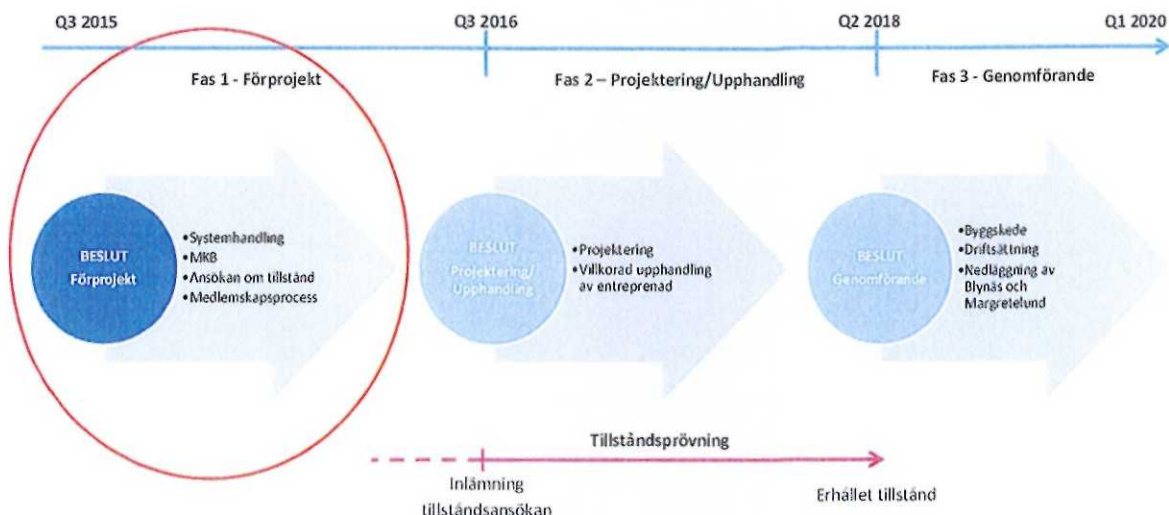 Q3 2015
Q3 2016
Q2 2018
Q1 2020
Fas 1 - Förprojekt
Fas 2 – Projektering/Upphandling
Fas 3 - Genomförande
BESLUT
Förprojekt
•Systemhandling
•MKB
•Ansökan om tillstånd
•Medlemskapsprocess
BESLUT
Projektering/
Upphandling
•Projektering
•Villkorad upphandling
av entreprenad
BESLUT
Genomförande
•Byggskede
•Driftsättning
•Nedläggning av
Blynäs och
Margretelund
Tillståndsprövning
Inlämning
tillståndsansökan
Erhållet tillstånd